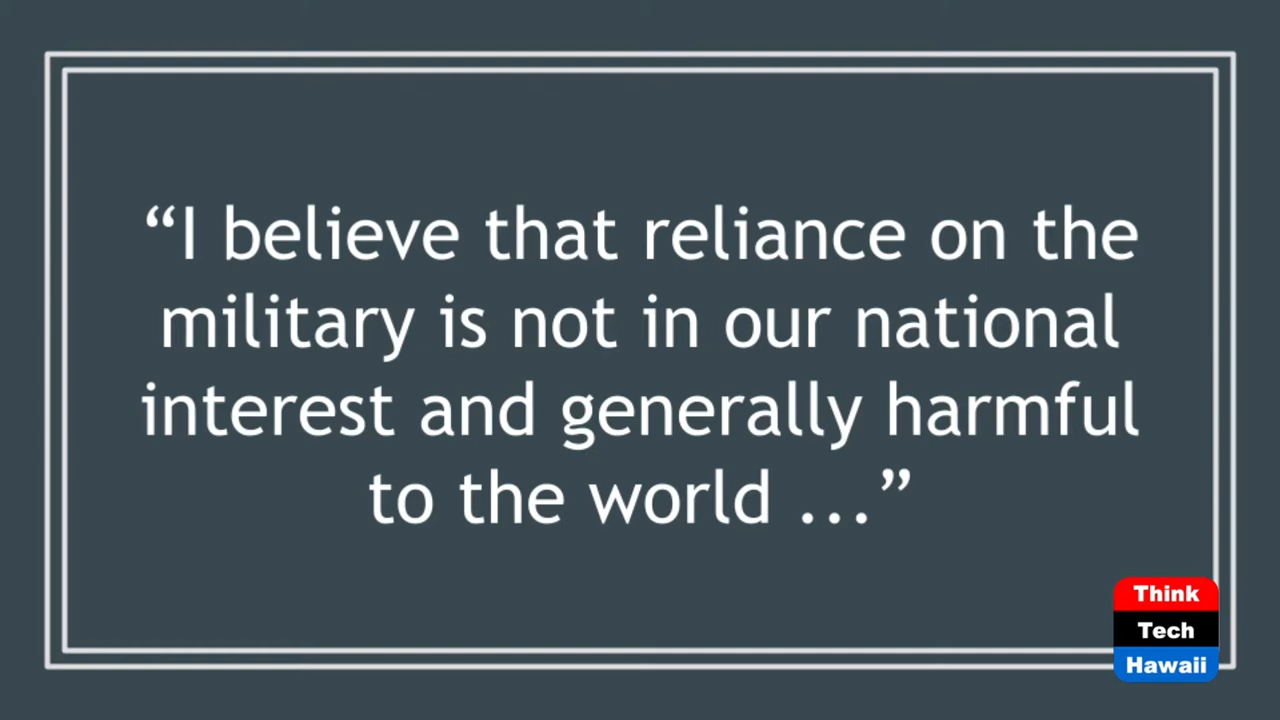 “I believe that reliance on the
military is not in our national
interest and generally harmful
to the world ...”
Think
Tech
Hawaii